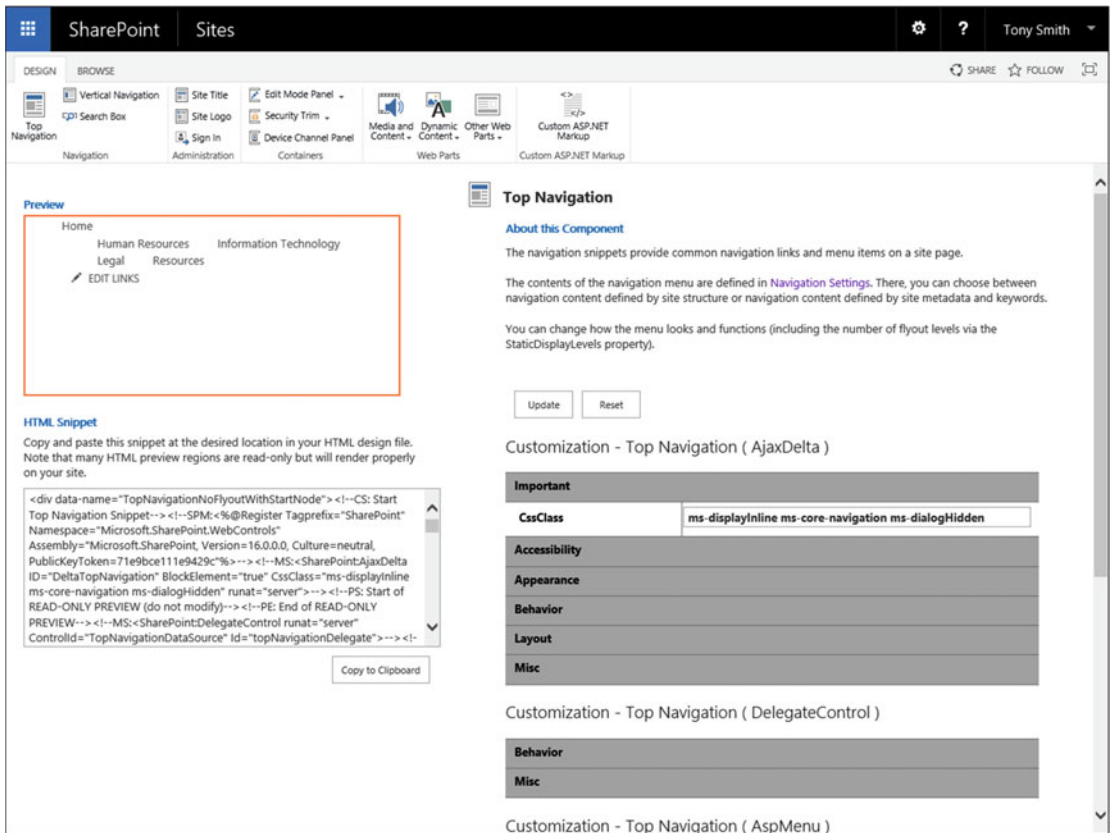 SharePoint Sites ? Tony Smith
DESIGN BROWSE SHARE FOLLOW
Top Navigation
Vertical Navigation
Search Box
Navigation
Site Title
Site Logo
Sign In
Administration
Edit Mode Panel
Security Trim
Device Channel Panel
Containers
Media and Content
Dynamic Content
Other Web Parts
Web Parts
Custom ASP.NET Markup
Custom ASP.NET Markup
Preview
Home
Human Resources Information Technology
Legal Resources
EDIT LINKS
HTML Snippet
Copy and paste this snippet at the desired location in your HTML design file.
Note that many HTML preview regions are read-only but will render properly
on your site.
<div data-name="TopNavigationNoFlyoutWithStartNode"><!--CS: Start
Top Navigation Snippet--><!--SPM:<%@Register Tagprefix="SharePoint"
Namespace="Microsoft.SharePoint.WebControls"
Assembly="Microsoft.SharePoint, Version=16.0.0.0, Culture=neutral,
PublicKeyToken=71e9bce111e9429c"%>--><!--MS:<SharePoint:AjaxDelta
ID="DeltaTopNavigation" BlockElement="true" CssClass="ms-displayInline
ms-core-navigation ms-dialogHidden" runat="server">--><!--PS: Start of
READ-ONLY PREVIEW (do not modify)--><!--PE: End of READ-ONLY
PREVIEW--><!--MS:<SharePoint:DelegateControl runat="server"
ControlId="TopNavigationDataSource" Id="topNavigationDelegate">--><!-
Copy to Clipboard
Top Navigation
About this Component
The navigation snippets provide common navigation links and menu items on a site page.
The contents of the navigation menu are defined in Navigation Settings. There, you can choose between
navigation content defined by site structure or navigation content defined by site metadata and keywords.
You can change how the menu looks and functions (including the number of flyout levels via the
StaticDisplayLevels property).
Update Reset
Customization - Top Navigation ( AjaxDelta )
Important
CssClass ms-displayInline ms-core-navigation ms-dialogHidden
Accessibility
Appearance
Behavior
Layout
Misc
Customization - Top Navigation ( DelegateControl )
Behavior
Misc
Customization - Top Navigation ( AspMenu )